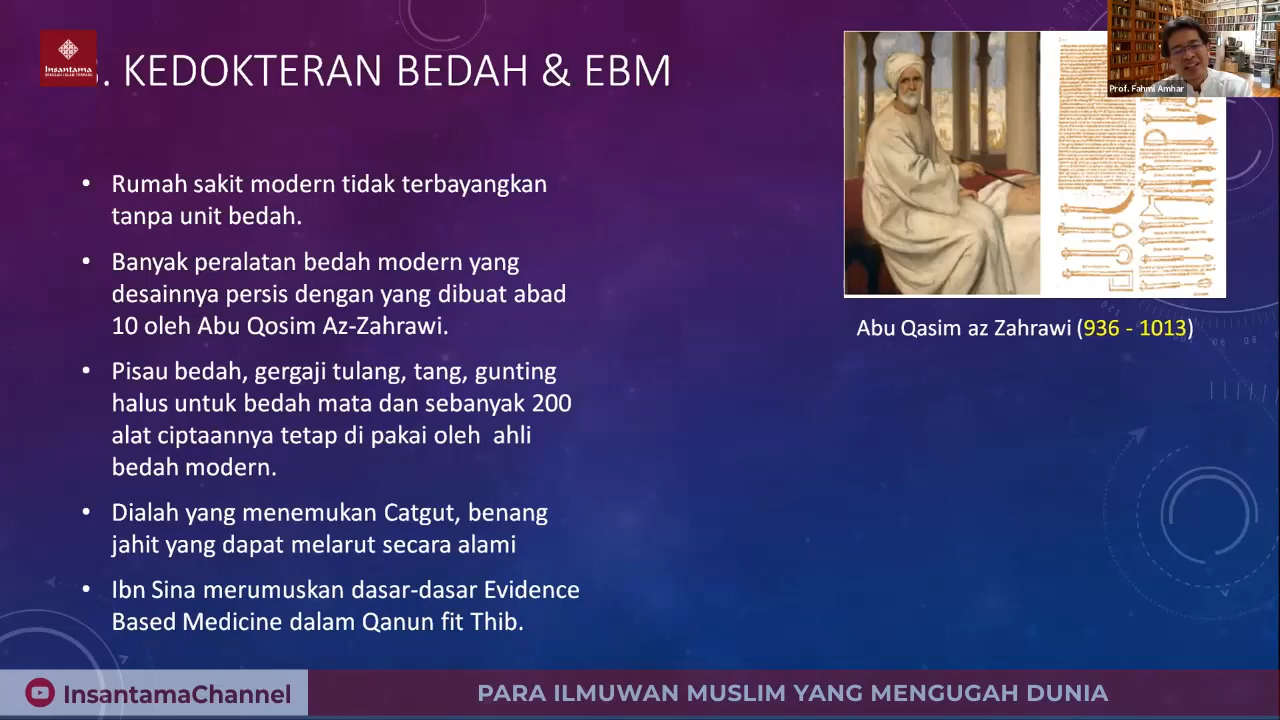 Insantama
SEKOLAH ISLAM TERPADU
. KEDOKTERAN BEDAH & EBM
Prof. Fahmi Amhar
• Rumah sakit modern
tanpa unit bedah.
• Banyak peralatan bedah modern yang
desainnya persis dengan yang dibuat abad
10 oleh Abu Qosim Az-Zahrawi.
• Pisau bedah, gergaji tulang, tang, gunting
halus untuk bedah mata dan sebanyak 200
alat ciptaannya tetap di pakai oleh ahli
bedah modern.
• Dialah yang menemukan Catgut, benang
jahit yang dapat melarut secara alami
• Ibn Sina merumuskan dasar-dasar Evidence
Based Medicine dalam Qanun fit Thib.
Abu Qasim az Zahrawi (936 - 1013)
InsantamaChannel
PARA ILMUWAN MUSLIM YANG MENGUGAH DUNIA